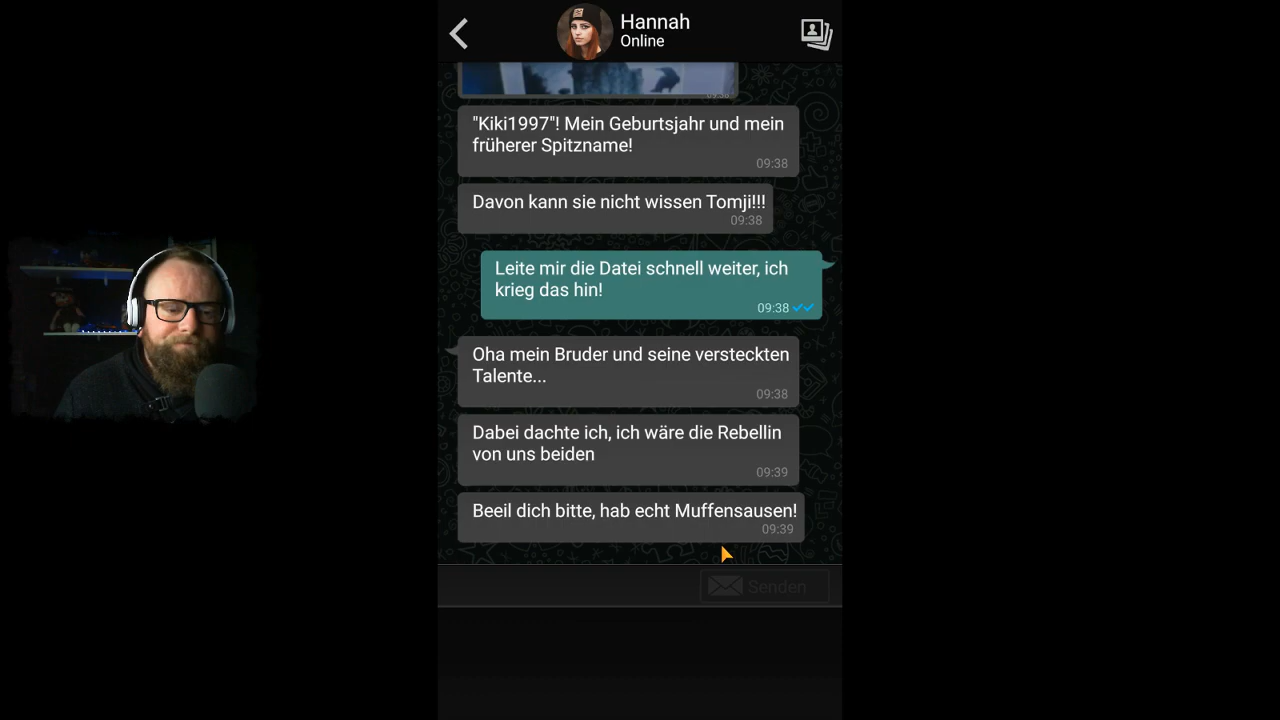 Hannah
Online
09:38
"Kiki1997"! Mein Geburtsjahr und mein
früherer Spitzname!
09:38
Davon kann sie nicht wissen Tomji!!!
09:38
Leite mir die Datei schnell weiter, ich
krieg das hin!
09:38
Oha mein Bruder und seine versteckten
Talente...
09:38
Dabei dachte ich, ich wäre die Rebellin
von uns beiden
09:39
Beeil dich bitte, hab echt Muffensausen!
09:39
Senden